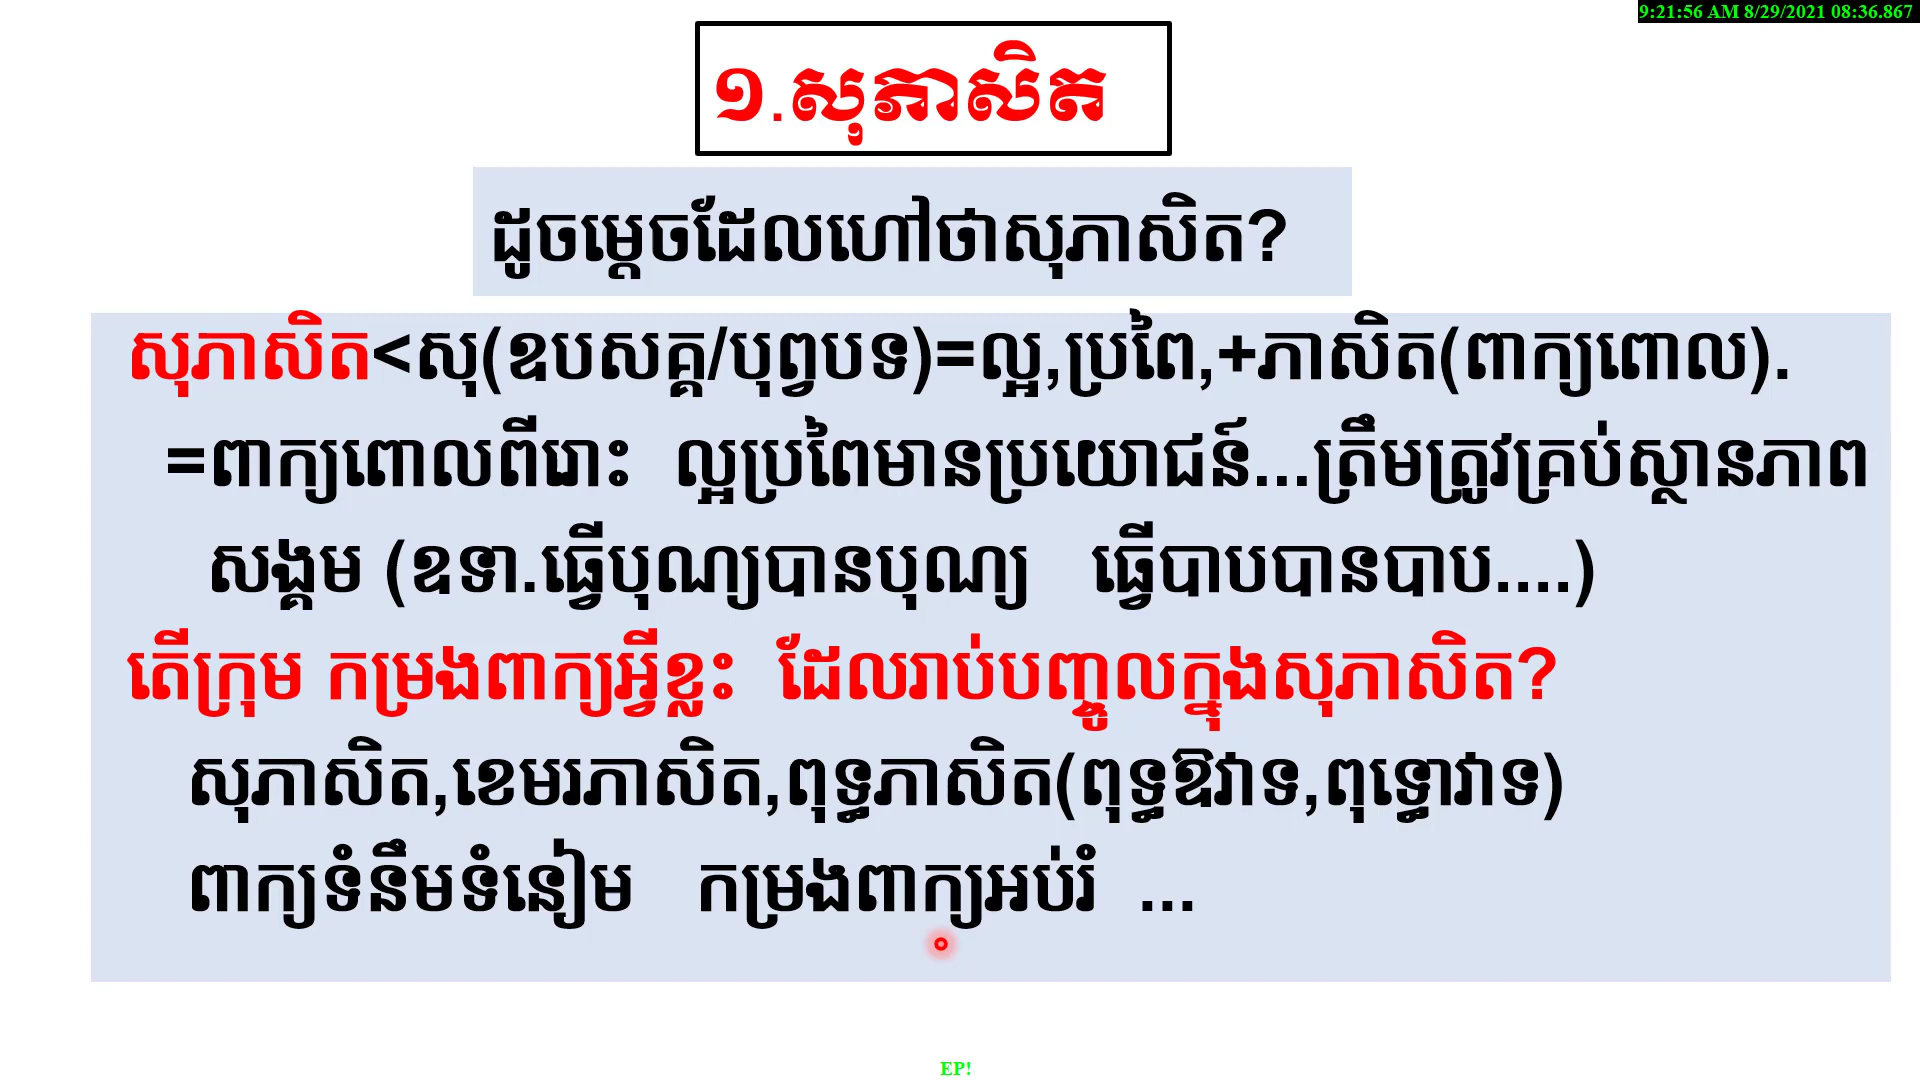 9:21:56 AM 8/29/2021 08:36.867
១.សុភាសិត
ដូចម្ដេចដែលហៅថាសុភាសិត?
សុភាសិត<សុ(ឧបសគ្គ/បុព្វបទ)=ល្អ,ប្រពៃ,+ភាសិត(ពាក្យពោល).
=ពាក្យពោលពីរោះ ល្អប្រពៃមានប្រយោជន៍...ត្រឹមត្រូវគ្រប់ស្ថានភាព
សង្គម (ឧទា.ធ្វើបុណ្យបានបុណ្យ ធ្វើបាបបានបាប....)
តើក្រុម កម្រងពាក្យអ្វីខ្លះ ដែលរាប់បញ្ចូលក្នុងសុភាសិត?
សុភាសិត,ខេមរភាសិត,ពុទ្ធភាសិត(ពុទ្ធឱវាទ,ពុទ្ធោវាទ)
ពាក្យទំនឹមទំនៀម កម្រងពាក្យអប់រំ ...
EP!